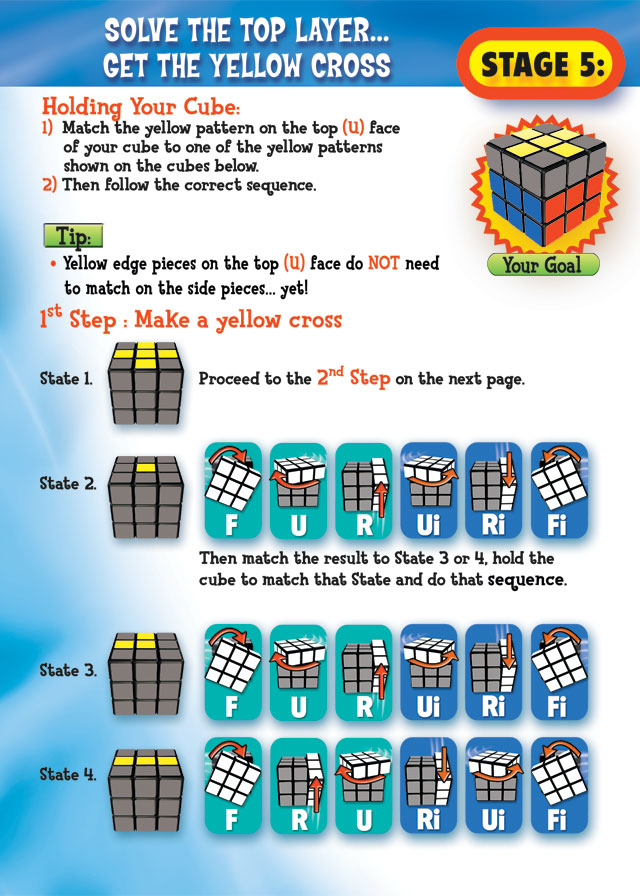 SOLVE THE TOP LAYER...
GET THE YELLOW CROSS
STAGE 5:
Holding Your Cube:
1) Match the yellow pattern on the top (U) face
of your cube to one of the yellow patterns
shown on the cubes below.
2) Then follow the correct sequence.
Your Goal
Tip:
• Yellow edge pieces on the top (U) face do NOT need
to match on the side pieces... yet!
1st Step : Make a yellow cross
State 1.
Proceed to the 2nd Step on the next page.
State 2.
F U R Ui Ri Fi
Then match the result to State 3 or 4, hold the
cube to match that State and do that sequence.
State 3.
F U R Ui Ri Fi
State 4.
F R U Ri Ui Fi